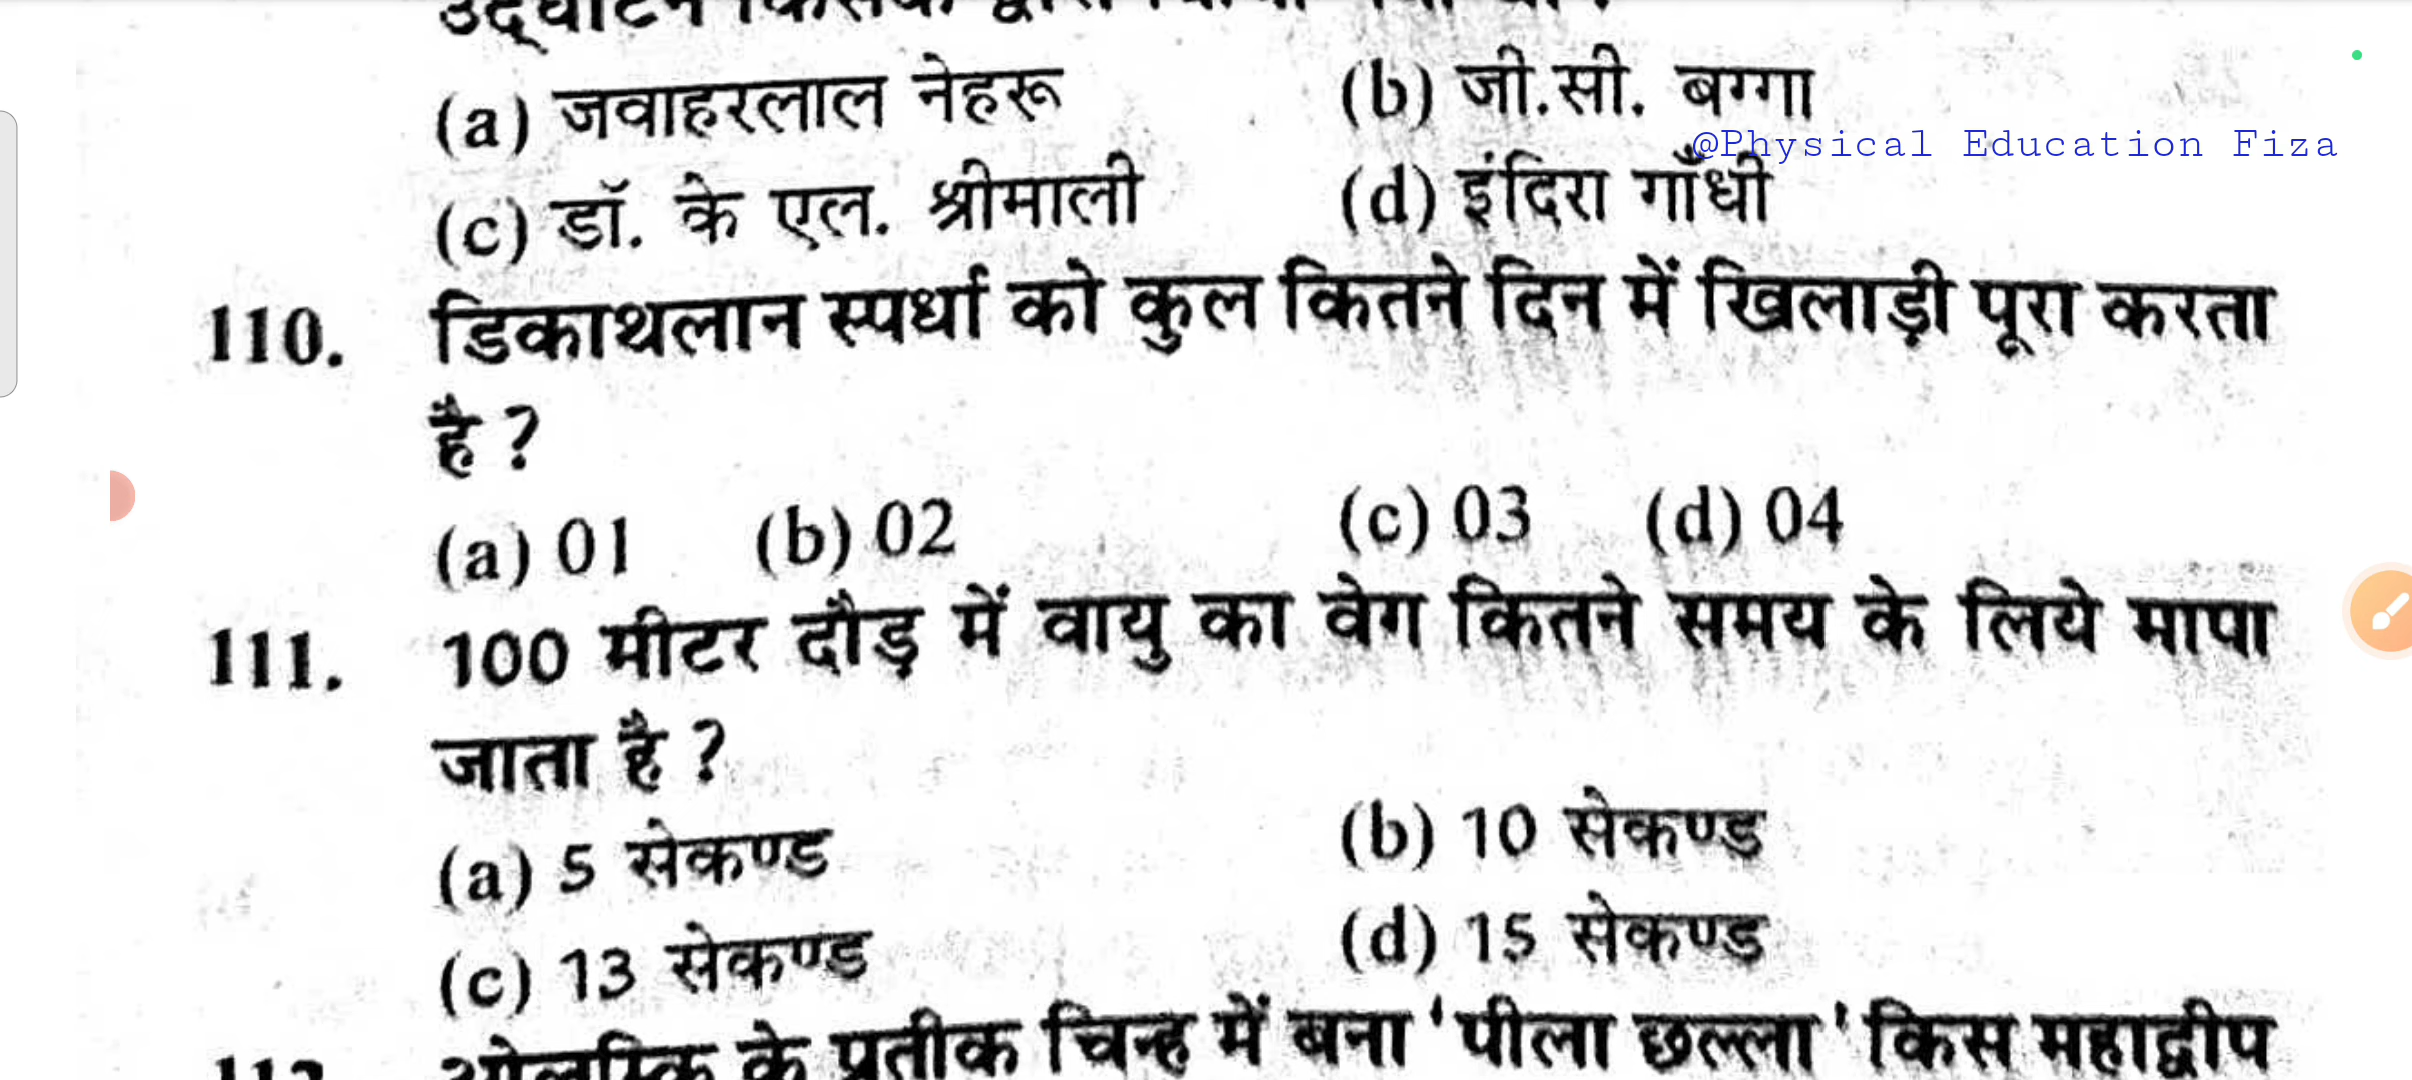 (a) जवाहरलाल नेहरू (b) जी.सी. बग्गा
@Physical Education Fiza
(c) डॉ. के एल. श्रीमाली (d) इंदिरा गाँधी
110. डिकाथलान स्पर्धा को कुल कितने दिन में खिलाड़ी पूरा करता
है ?
(a) 01 (b) 02 (c) 03 (d) 04
111. 100 मीटर दौड़ में वायु का वेग कितने समय के लिये मापा
जाता है ?
(a) 5 सेकण्ड (b) 10 सेकण्ड
(c) 13 सेकण्ड (d) 15 सेकण्ड
के प्रतीक चिन्ह में बना 'पीला छल्ला' किस महाद्वीप